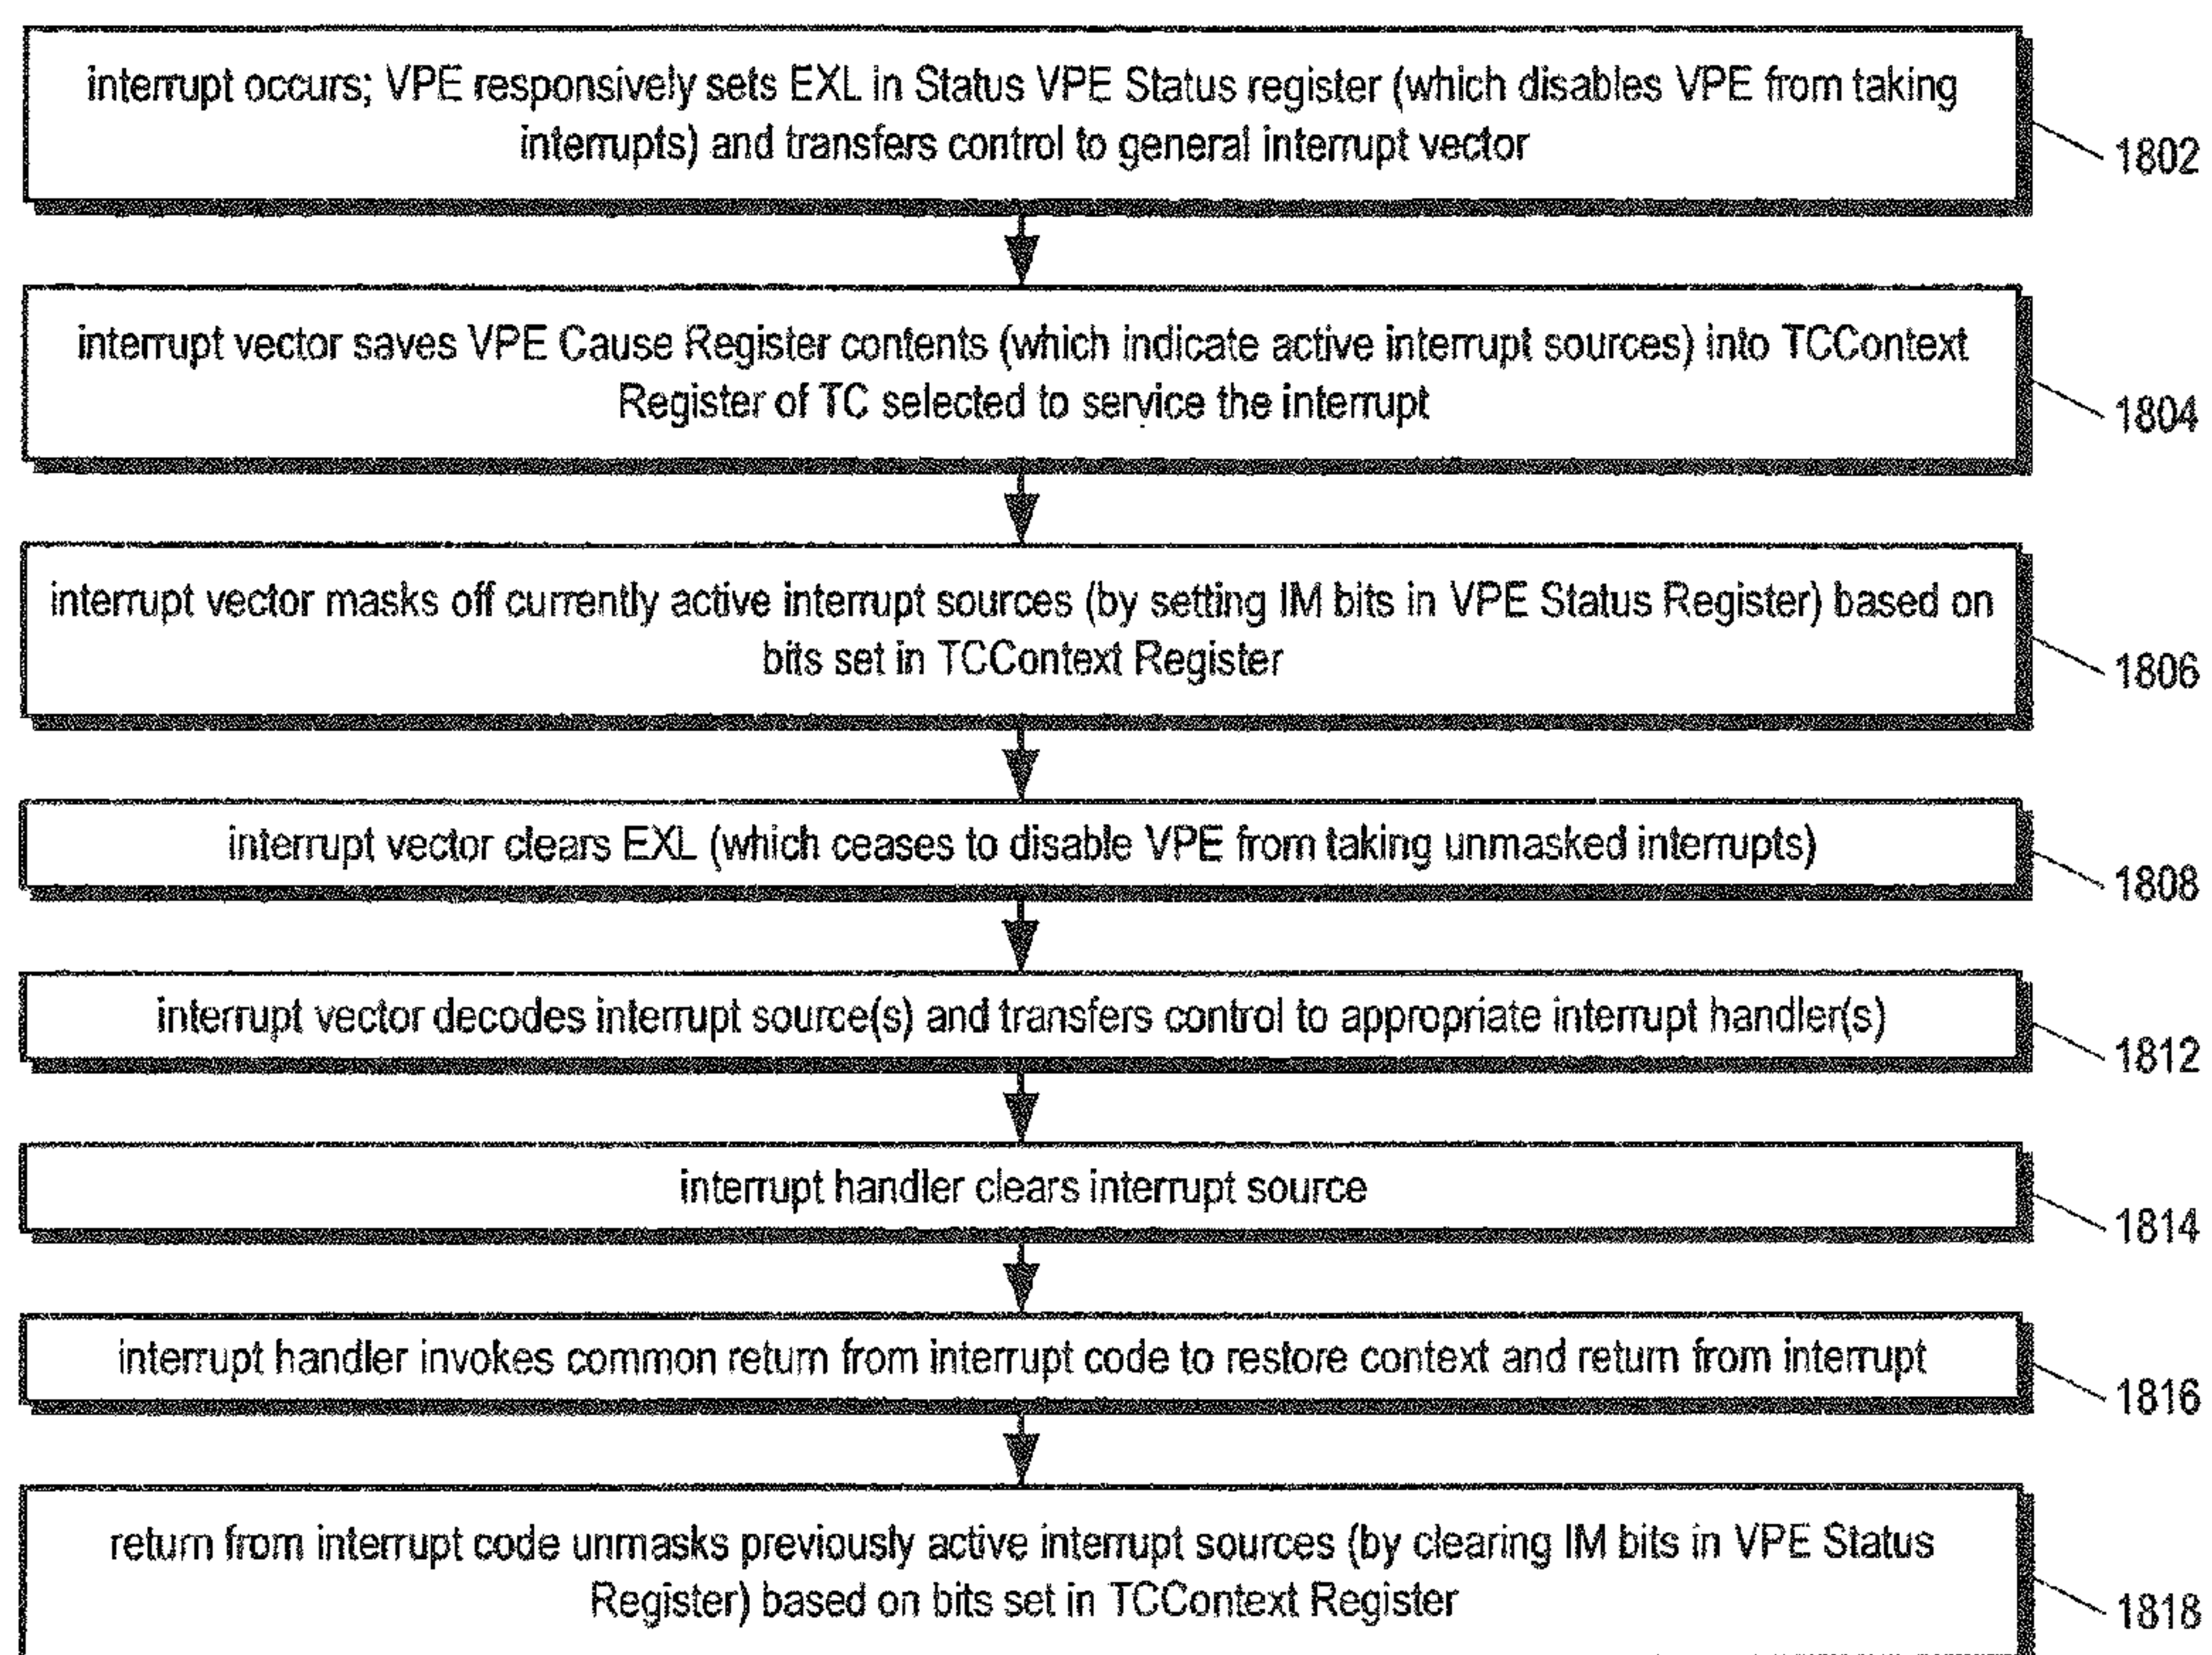 interrupt occurs; VPE responsively sets EXL in Status VPE Status register (which disables VPE from taking
interrupts) and transfers control to general interrupt vector
1802
interrupt vector saves VPE Cause Register contents (which indicate active interrupt sources) into TCContext
Register of TC selected to service the interrupt
1804
interrupt vector masks off currently active interrupt sources (by setting IM bits in VPE Status Register) based on
bits set in TCContext Register
1806
interrupt vector clears EXL (which ceases to disable VPE from taking unmasked interrupts)
1808
interrupt vector decodes interrupt source(s) and transfers control to appropriate interrupt handler(s)
1812
interrupt handler clears interrupt source
1814
interrupt handler invokes common return from interrupt code to restore context and return from interrupt
1816
return from interrupt code unmasks previously active interrupt sources (by clearing IM bits in VPE Status
Register) based on bits set in TCContext Register
1818